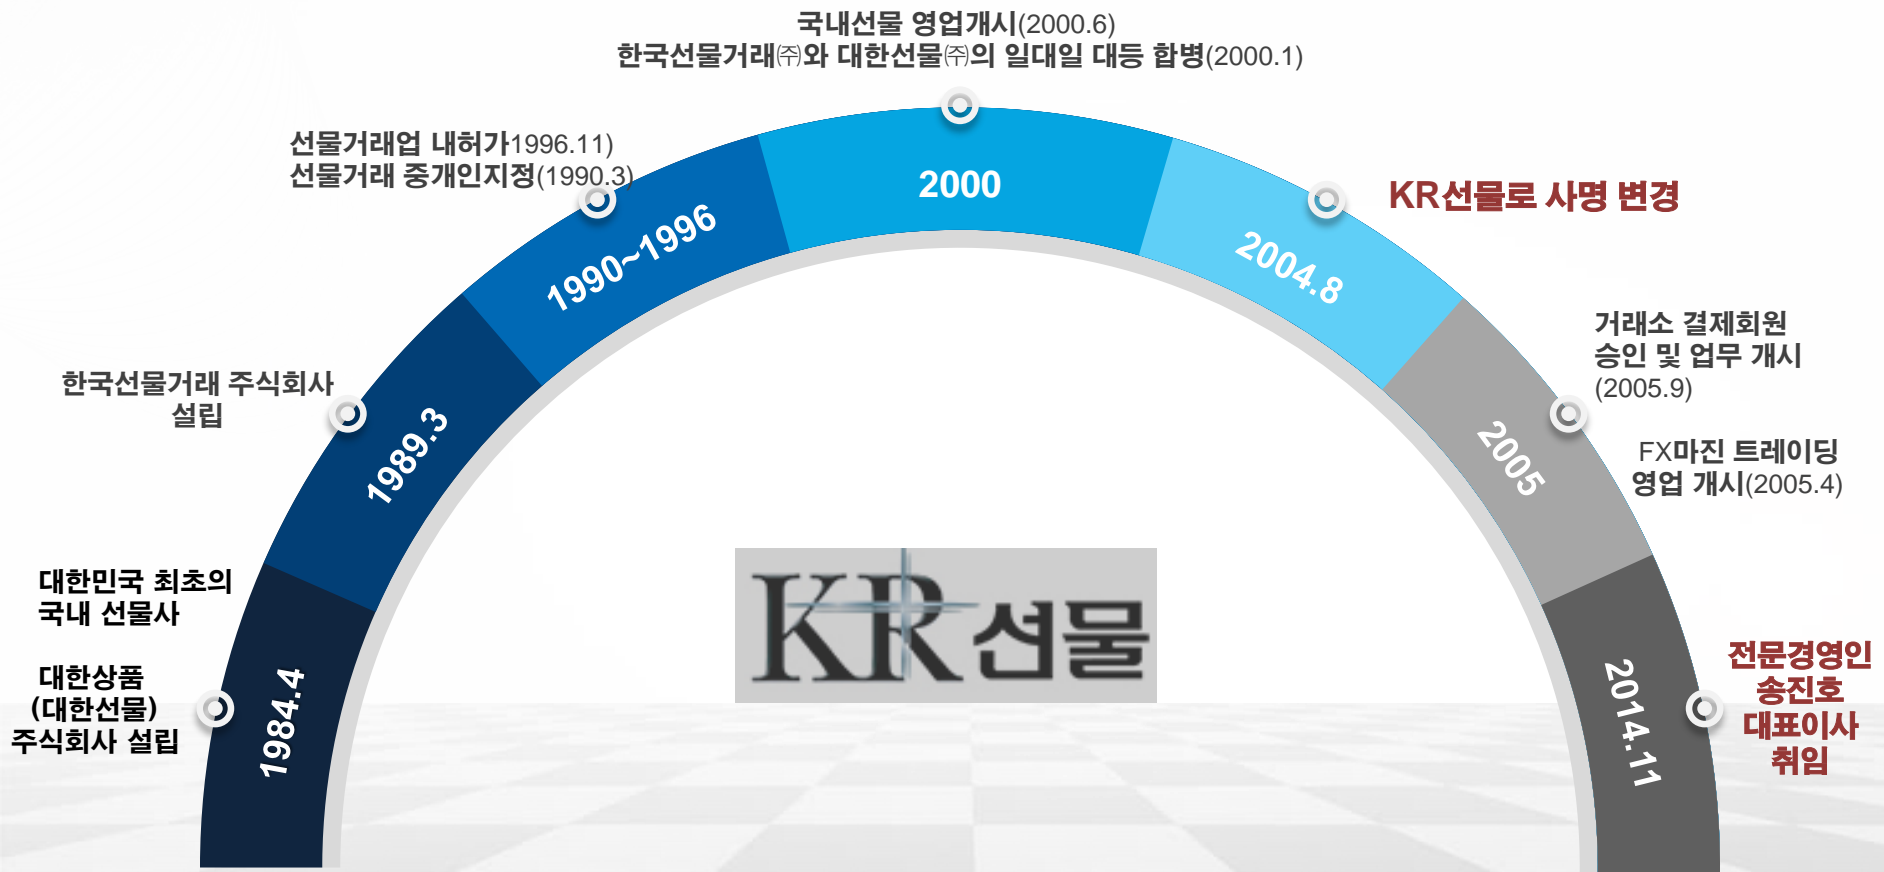 국내선물 영업개시(2000.6)
한국선물거래㈜와 대한선물㈜의 일대일 대등 합병(2000.1)
선물거래업 내허가1996.11)
선물거래 중개인지정(1990.3)
2000
KR선물로 사명 변경
1990~1996
2004.8
거래소 결제회원
승인 및 업무 개시
(2005.9)
한국선물거래 주식회사
설립
1989.3
2005
FX마진 트레이딩
영업 개시(2005.4)
대한민국 최초의
국내 선물사
KR선물
대한상품
(대한선물)
주식회사 설립
1984.4
2014.11
전문경영인
송진호
대표이사
취임